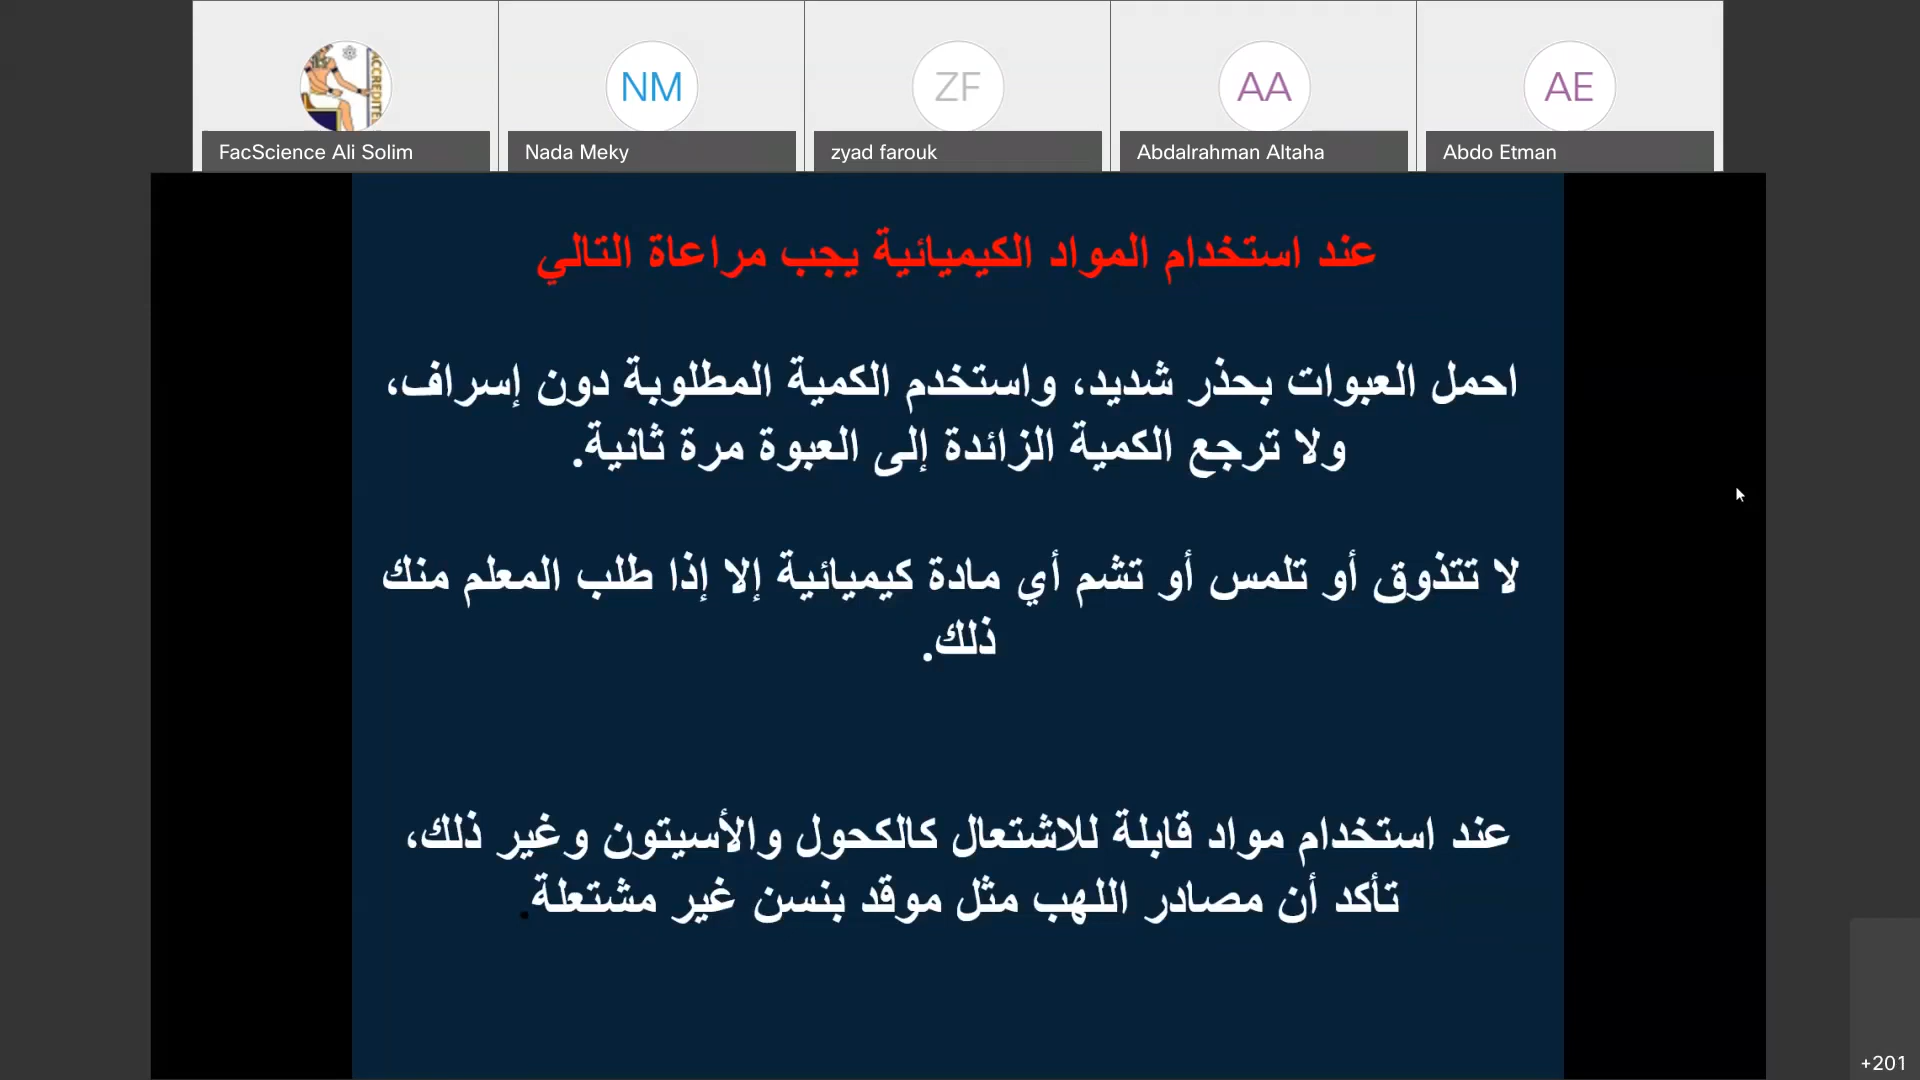 ACCREDITED
NM
ZF
AA
AE
FacScience Ali Solim
Nada Meky
zyad farouk
Abdalrahman Altaha
Abdo Etman
عند استخدام المواد الكيميائية يجب مراعاة التالي
احمل العبوات بحذر شديد، واستخدم الكمية المطلوبة دون إسراف،
ولا ترجع الكمية الزائدة إلى العبوة مرة ثانية.
لا تتذوق أو تلمس أو تشم أي مادة كيميائية إلا إذا طلب المعلم منك
ذلك.
عند استخدام مواد قابلة للاشتعال كالكحول والأسيتون وغير ذلك،
تأكد أن مصادر اللهب مثل موقد بنسن غير مشتعلة.
+201